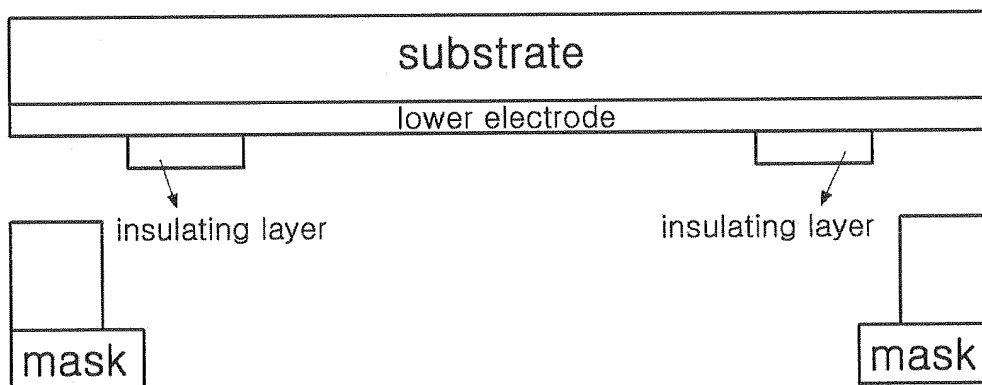 substrate
lower electrode
insulating layer
insulating layer
mask
mask